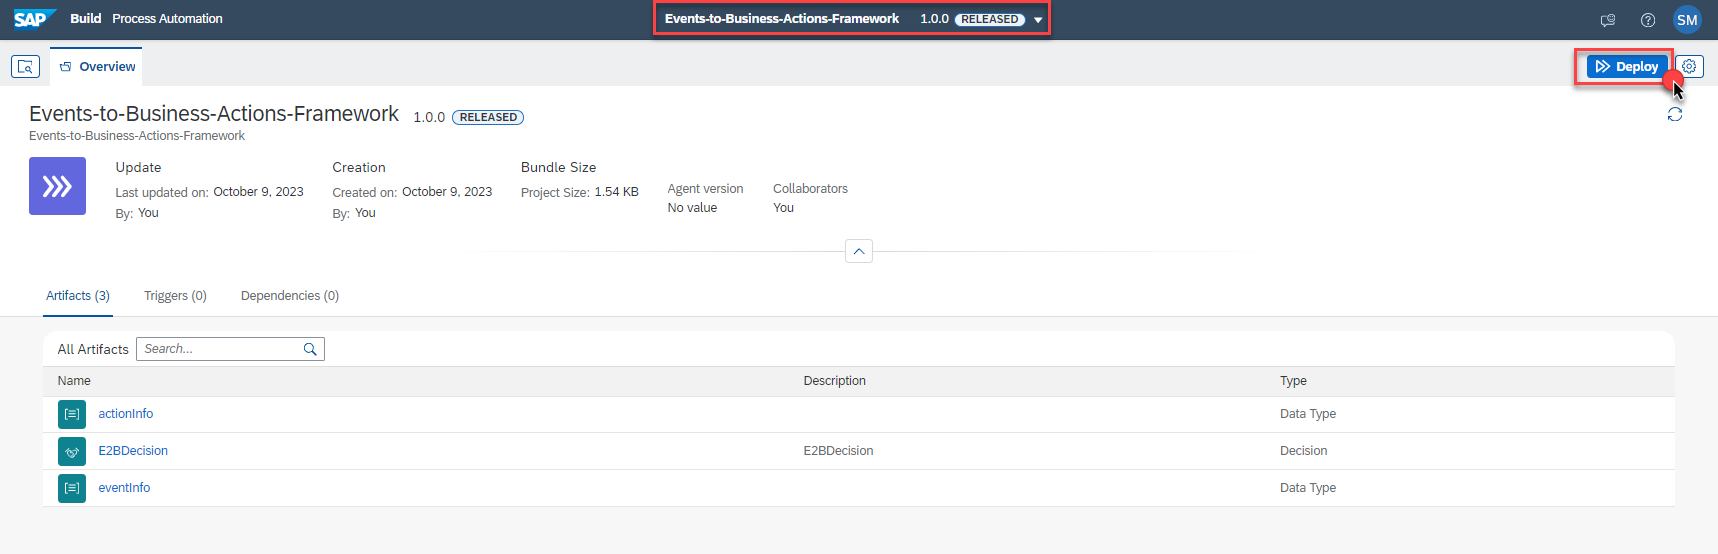 SAP Build Process Automation Events-to-Business-Actions-Framework 1.0.0 RELEASED SM
Overview Deploy
Events-to-Business-Actions-Framework 1.0.0 RELEASED
Events-to-Business-Actions-Framework
Update Creation Bundle Size
Last updated on: October 9, 2023 Created on: October 9, 2023 Project Size: 1.54 KB Agent version Collaborators
By: You By: You No value You
Artifacts (3) Triggers (0) Dependencies (0)
All Artifacts Search...
Name Description Type
actionInfo Data Type
E2BDecision E2BDecision Decision
eventInfo Data Type